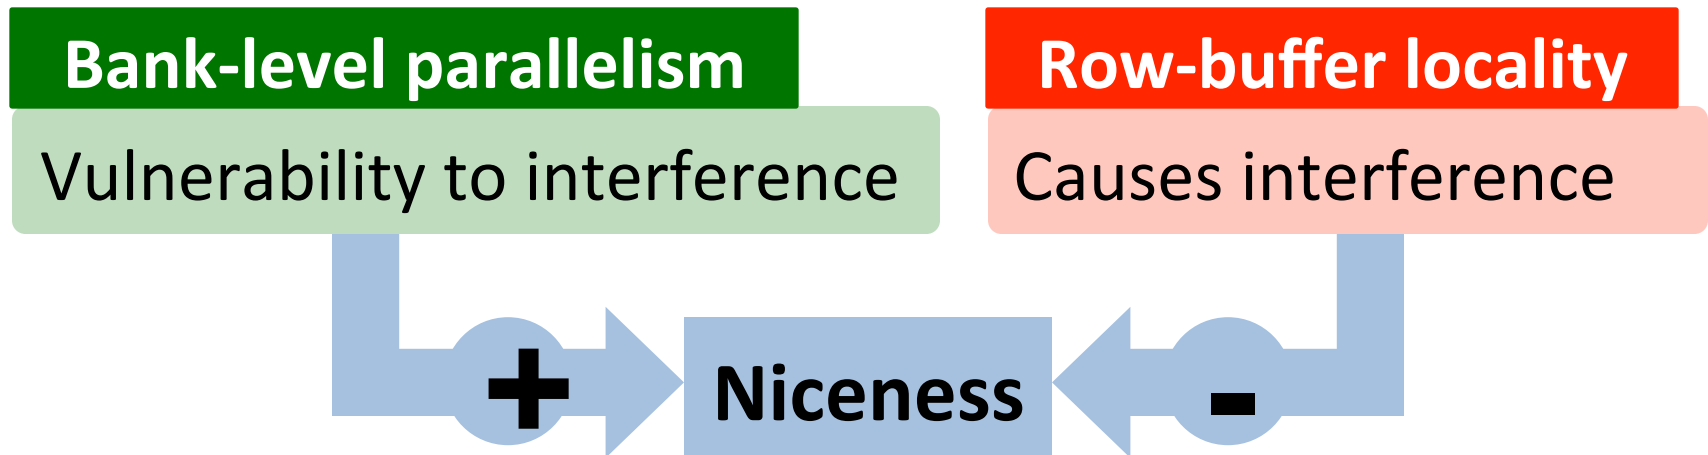 Bank-level parallelism
Vulnerability to interference
Row-buffer locality
Causes interference
+
Niceness
-